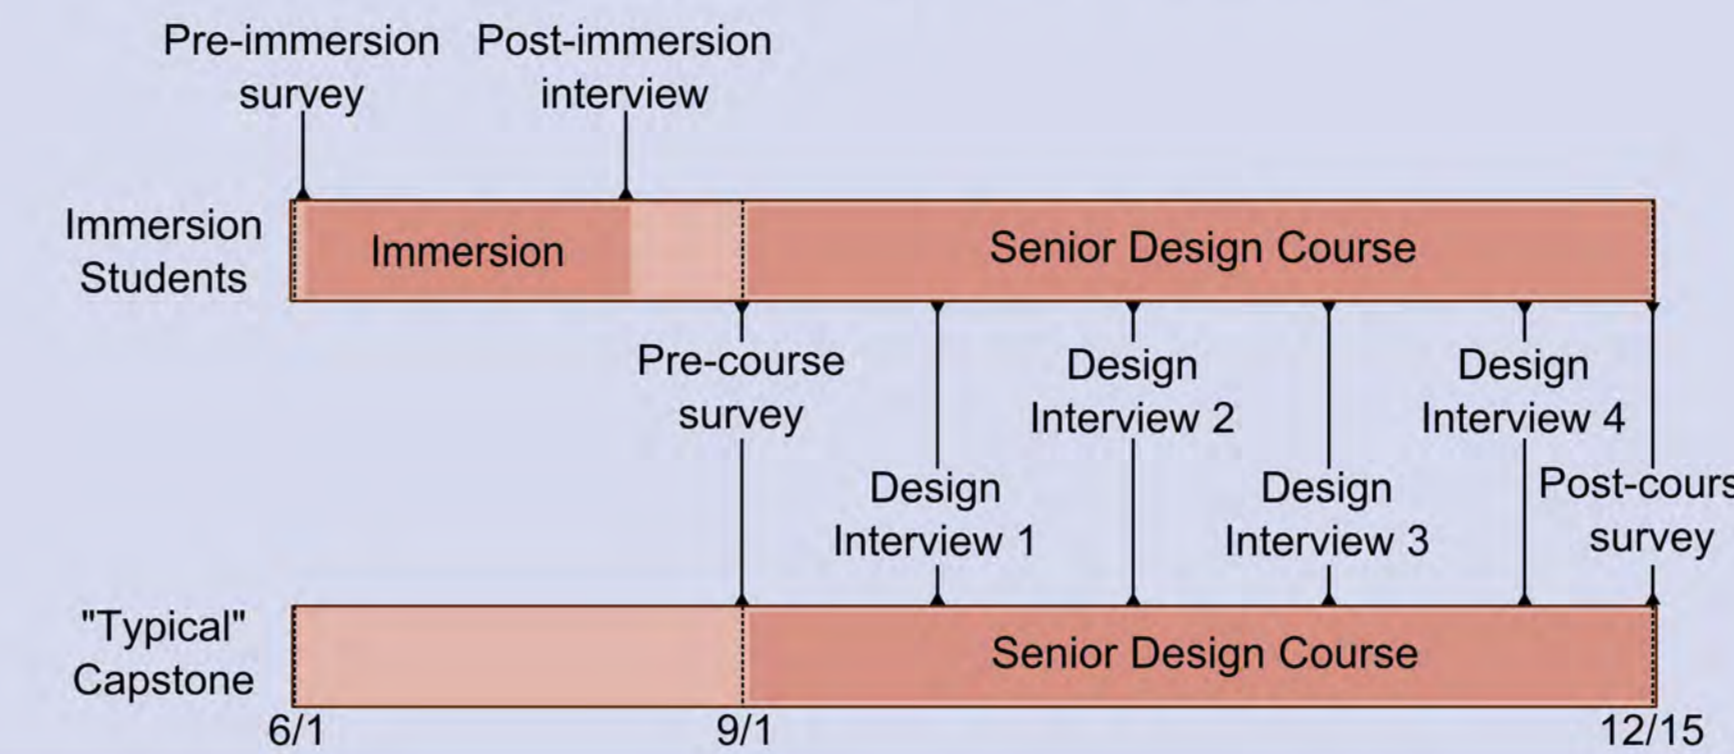 Pre-immersion
survey
Post-immersion
interview
Immersion
Students
Immersion
Senior Design Course
Pre-course
survey
Design
Interview 1
Design
Interview 2
Design
Interview 3
Design
Interview 4
Post-cours
survey
"Typical"
Capstone
Senior Design Course
6/1
9/1
12/15